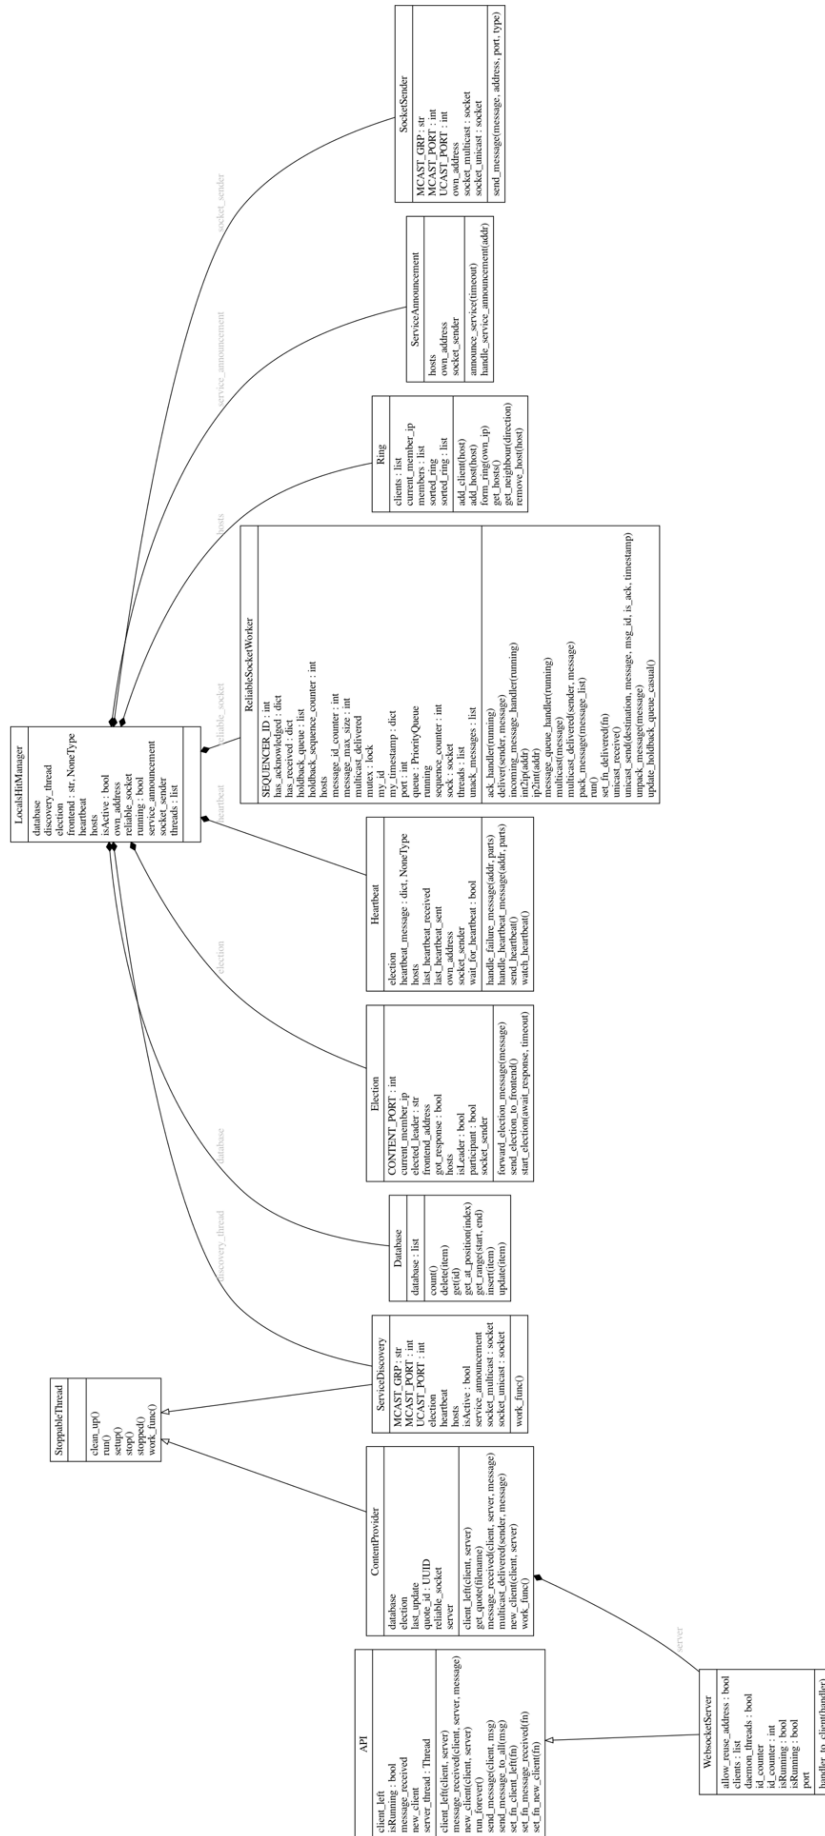 SocketSender
MCAST_GRP : str
MCAST_PORT : int
UCAST_PORT : int
own_address
socket_multicast : socket
socket_unicast : socket
send_message(message, address, port, type)
socket_sender
ServiceAnnouncement
hosts
own_address
socket_sender
announce_service(timeout)
handle_service_announcement(addr)
service_announcement
Ring
clients : list
current_member_ip
members : list
sorted_ring
sorted_ring : list
add_client(host)
add_host(host)
form_ring(own_ip)
get_hosts()
get_neighbour(direction)
remove_host(host)
hosts
LocalsHitManager
database
discovery_thread
election
frontend : str, NoneType
heartbeat
hosts
isActive : bool
own_address
reliable_socket
running : bool
service_announcement
socket_sender
threads : list
reliable_socket
ReliableSocketWorker
SEQUENCER_ID : int
has_acknowledged : dict
has_received : dict
holdback_queue : list
holdback_sequence_counter : int
hosts
message_id_counter : int
message_max_size : int
multicast_delivered
mutex : lock
my_id
my_timestamp : dict
port : int
queue : PriorityQueue
running
sequence_counter : int
sock : socket
threads : list
unack_messages : list
ack_handler(running)
deliver(sender, message)
incoming_message_handler(running)
int2ip(addr)
ip2int(addr)
message_queue_handler(running)
multicast(message)
multicast_delivered(sender, message)
pack_message(message_list)
run()
set_fn_delivered(fn)
unicast_receive()
unicast_send(destination, message, msg_id, is_ack, timestamp)
unpack_message(message)
update_holdback_queue_casual()
heartbeat
Heartbeat
election
heartbeat_message : dict, NoneType
hosts
last_heartbeat_received
last_heartbeat_sent
own_address
socket_sender
wait_for_heartbeat : bool
handle_failure_message(addr, parts)
handle_heartbeat_message(addr, parts)
send_heartbeat()
watch_heartbeat()
election
Election
CONTENT_PORT : int
current_member_ip
elected_leader : str
frontend_address
got_response : bool
hosts
isLeader : bool
participant : bool
socket_sender
forward_election_message(message)
send_election_to_frontend()
start_election(await_response, timeout)
database
Database
database : list
count()
delete(item)
get(id)
get_at_position(index)
get_range(start, end)
insert(item)
update(item)
discovery_thread
ServiceDiscovery
MCAST_GRP : str
MCAST_PORT : int
UCAST_PORT : int
election
heartbeat
hosts
isActive : bool
service_announcement
socket_multicast : socket
socket_unicast : socket
work_func()
StoppableThread
clean_up()
run()
setup()
stop()
stopped()
work_func()
ContentProvider
database
election
last_update
quote_id : UUID
reliable_socket
server
client_left(client, server)
get_quote(filename)
message_received(client, server, message)
multicast_delivered(sender, message)
new_client(client, server)
work_func()
server
API
client_left
isRunning : bool
message_received
new_client
server_thread : Thread
client_left(client, server)
message_received(client, server, message)
new_client(client, server)
run_forever()
send_message(client, msg)
send_message_to_all(msg)
set_fn_client_left(fn)
set_fn_message_received(fn)
set_fn_new_client(fn)
WebsocketServer
allow_reuse_address : bool
clients : list
daemon_threads : bool
id_counter
id_counter : int
isRunning : bool
isRunning : bool
port
handler_to_client(handler)